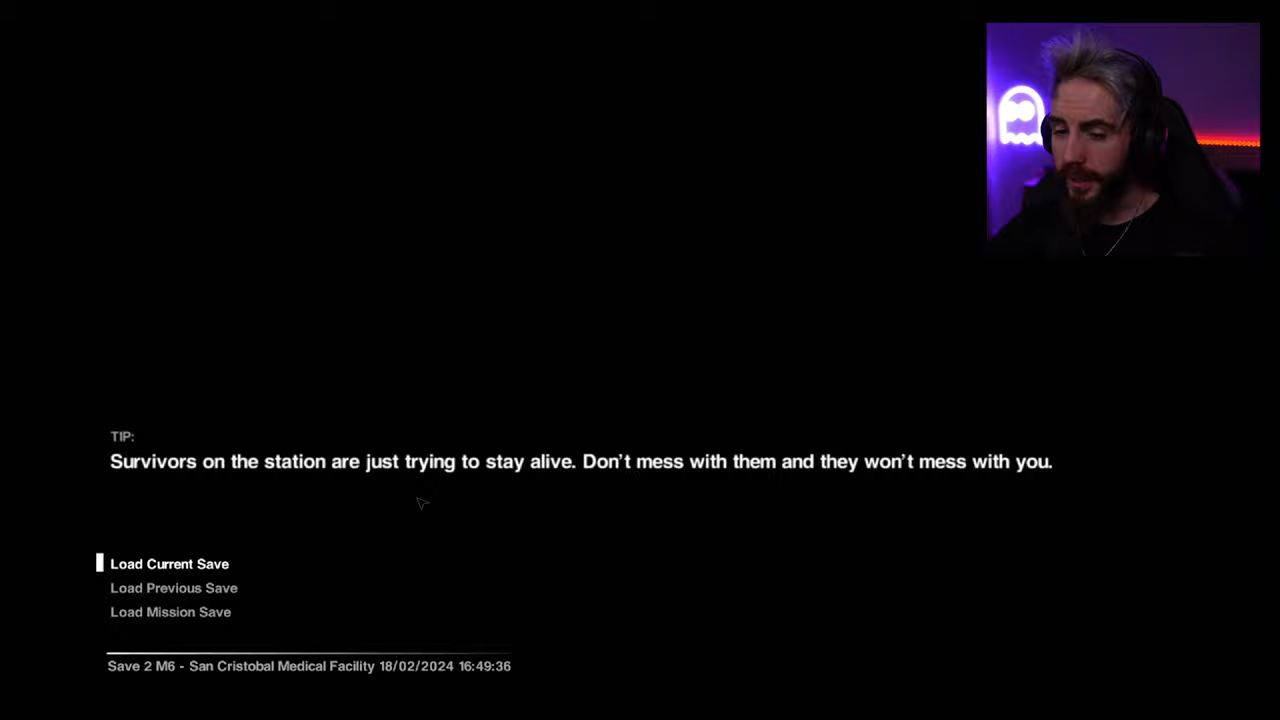 TIP:
Survivors on the station are just trying to stay alive. Don’t mess with them and they won’t mess with you.
Load Current Save
Load Previous Save
Load Mission Save
Save 2 M6 - San Cristobal Medical Facility 18/02/2024 16:49:36